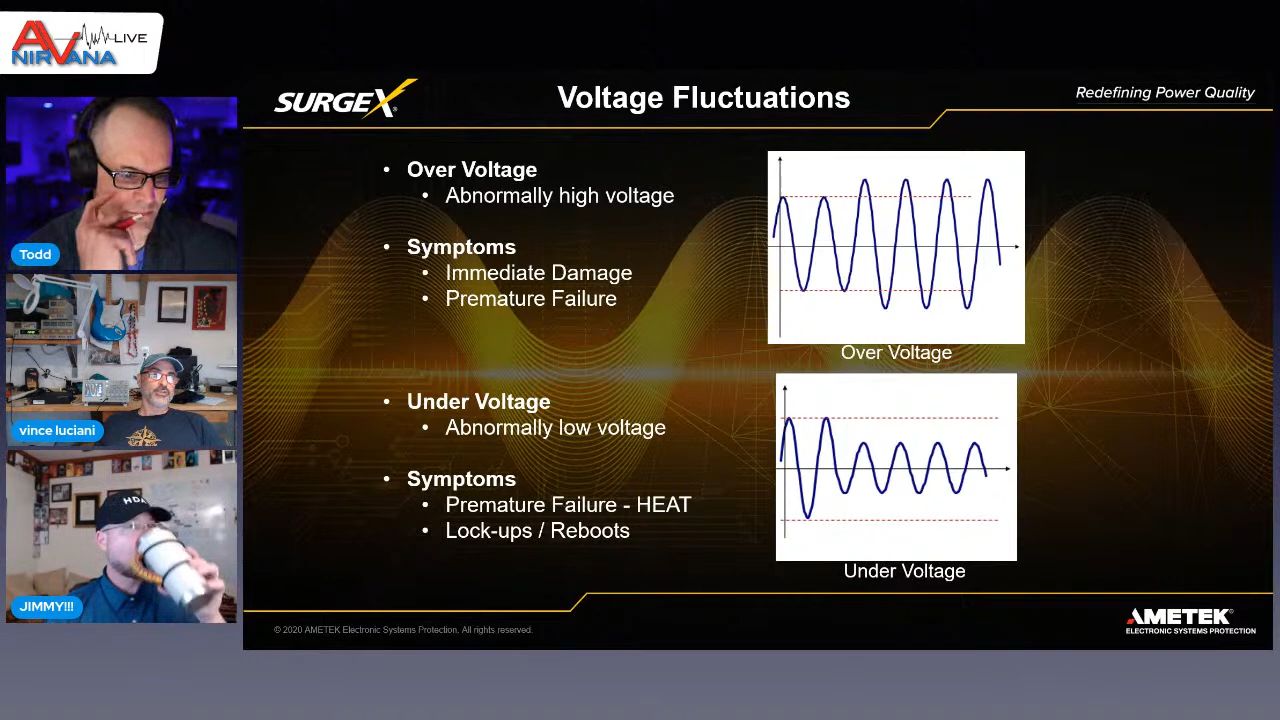 AV
NIRVANA
LIVE
SURGEX®
Voltage Fluctuations
Redefining Power Quality
Todd
vince luciani
JIMMY!!!
• Over Voltage
• Abnormally high voltage
• Symptoms
• Immediate Damage
• Premature Failure
Over Voltage
• Under Voltage
• Abnormally low voltage
• Symptoms
• Premature Failure - HEAT
• Lock-ups / Reboots
Under Voltage
© 2020 AMETEK Electronic Systems Protection. All rights reserved.
AMETEK®
ELECTRONIC SYSTEMS PROTECTION